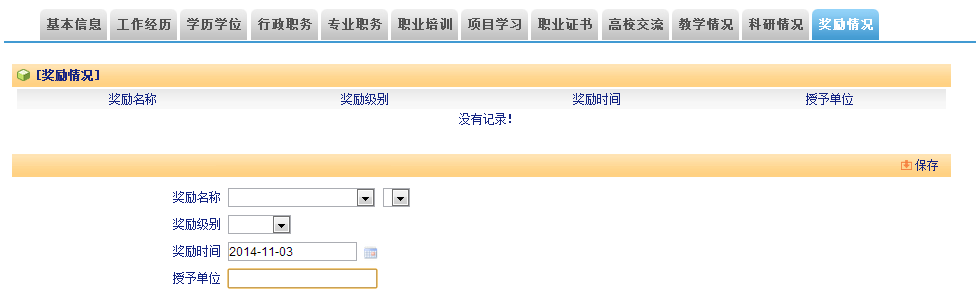 基本信息 工作经历 学历学位 行政职务 专业职务 职业培训 项目学习 职业证书 高校交流 教学情况 科研情况 奖励情况
[奖励情况]
奖励名称 奖励级别 奖励时间 授予单位
没有记录!
保存
奖励名称
奖励级别
奖励时间 2014-11-03
授予单位